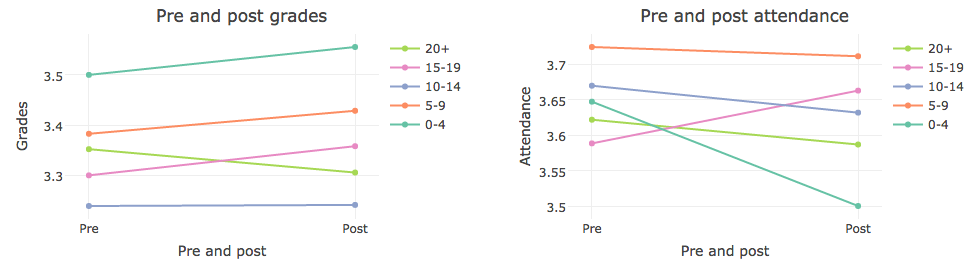 Pre and post grades
Grades
3.5
3.4
3.3
Pre
Post
Pre and post
20+
15-19
10-14
5-9
0-4
Pre and post attendance
Attendance
3.7
3.65
3.6
3.55
3.5
Pre
Post
Pre and post
20+
15-19
10-14
5-9
0-4